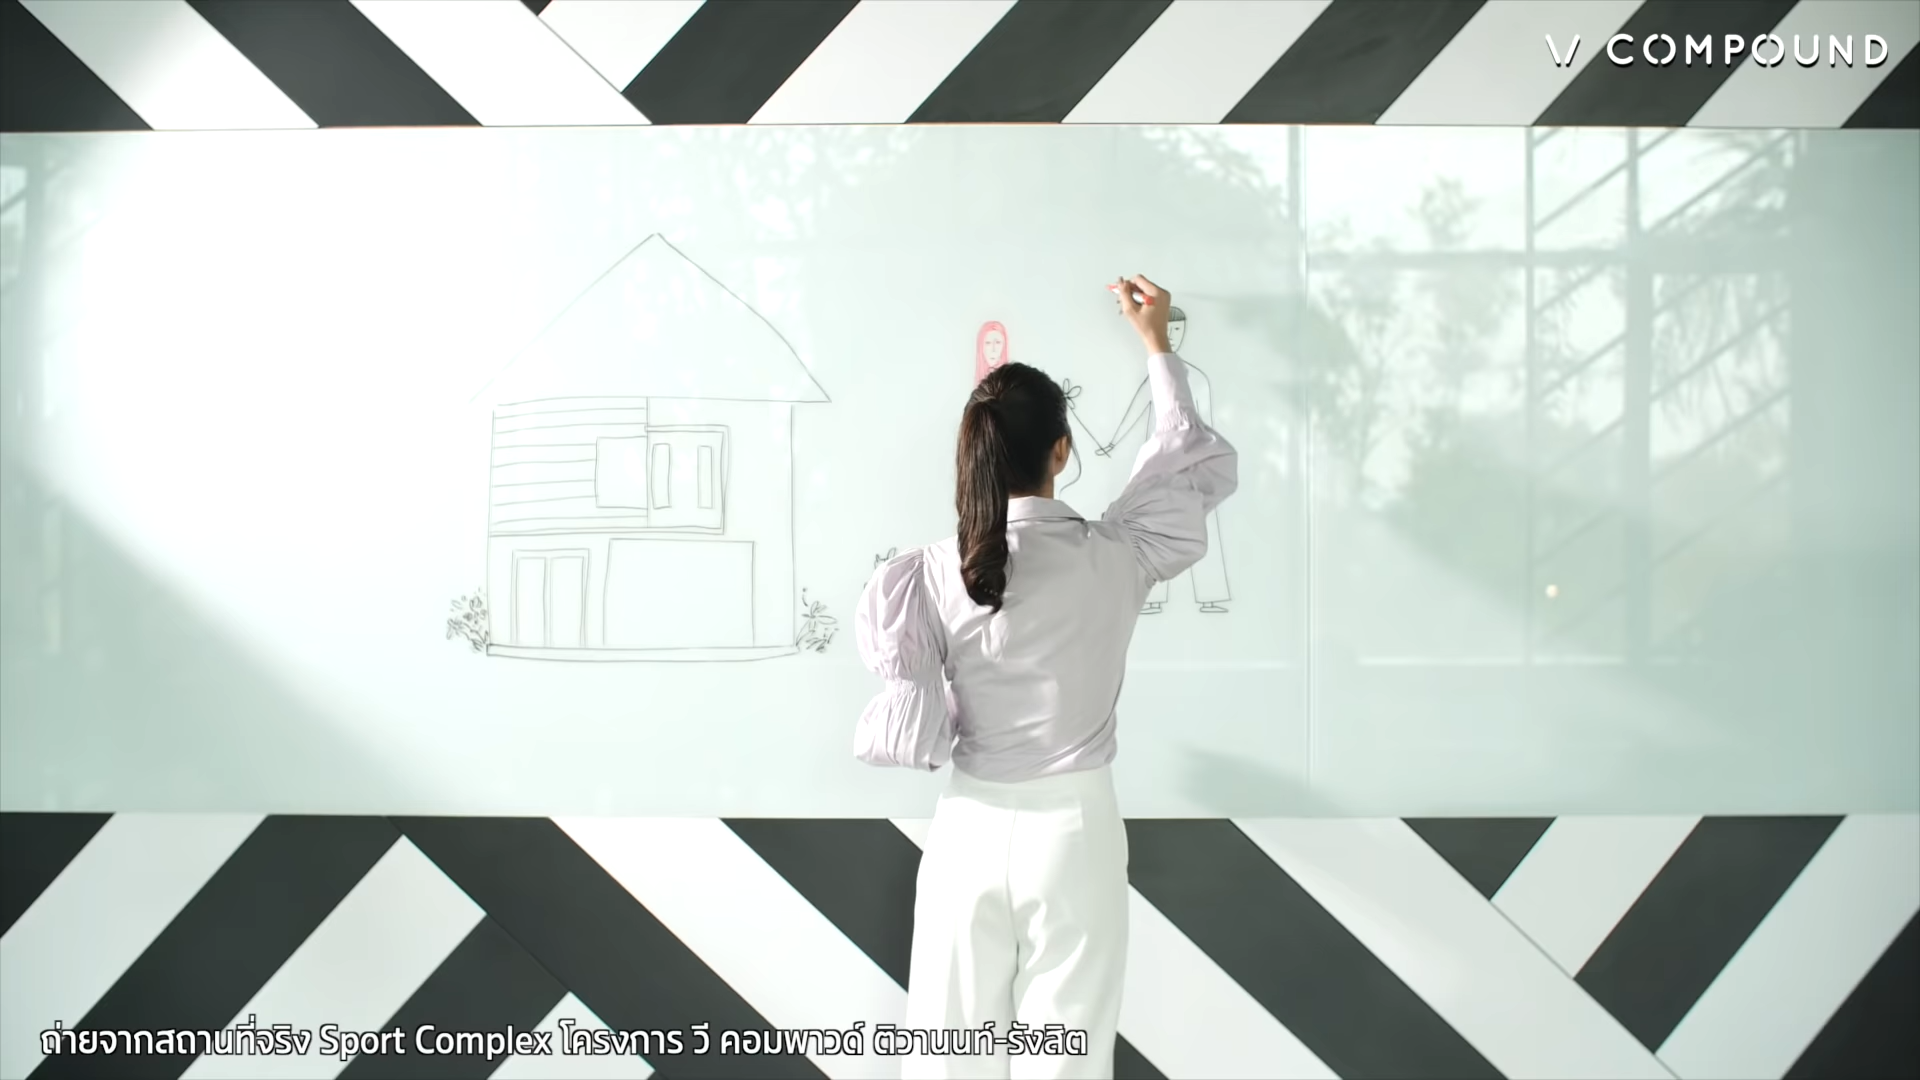 V COMPOUND
ถ่ายจากสถานที่จริง Sport Complex โครงการ วี คอมพาวด์ ติวานนท์-รังสิต